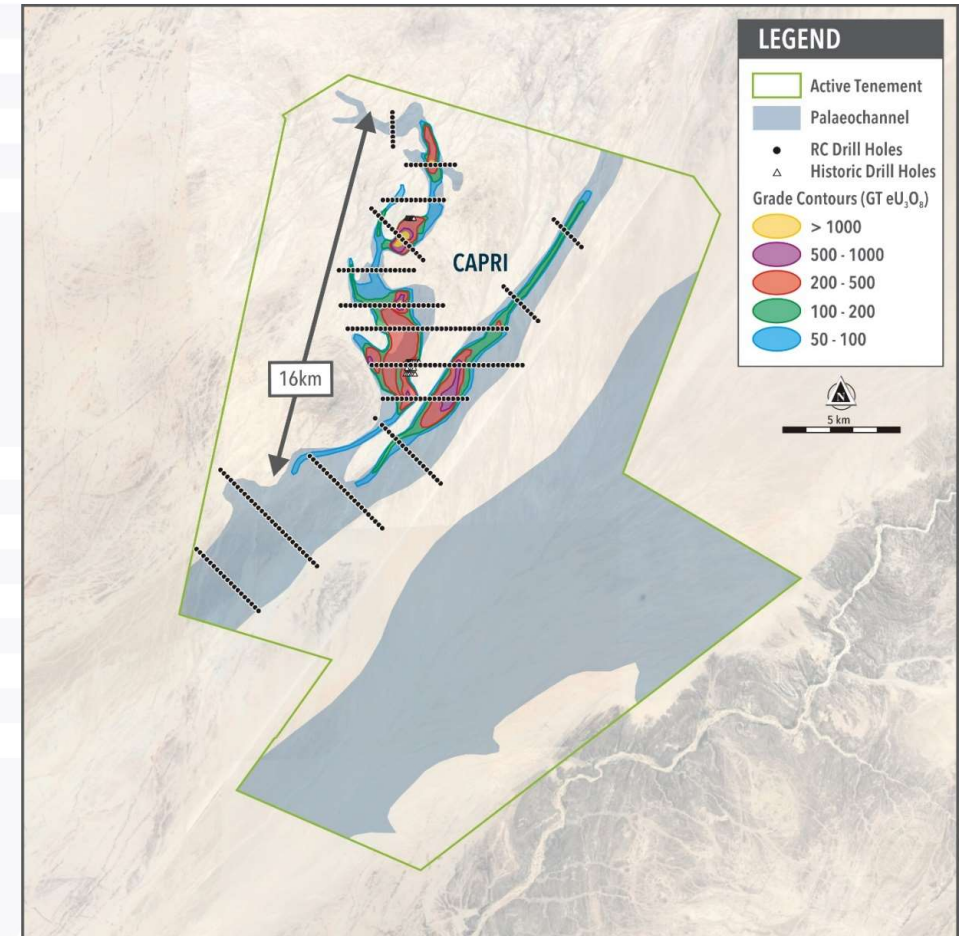 LEGEND
Active Tenement
Palaeochannel
RC Drill Holes
Historic Drill Holes
Grade Contours (GT eU₃O₈)
> 1000
500 - 1000
200 - 500
100 - 200
50 - 100
N
5 km
CAPRI
16km